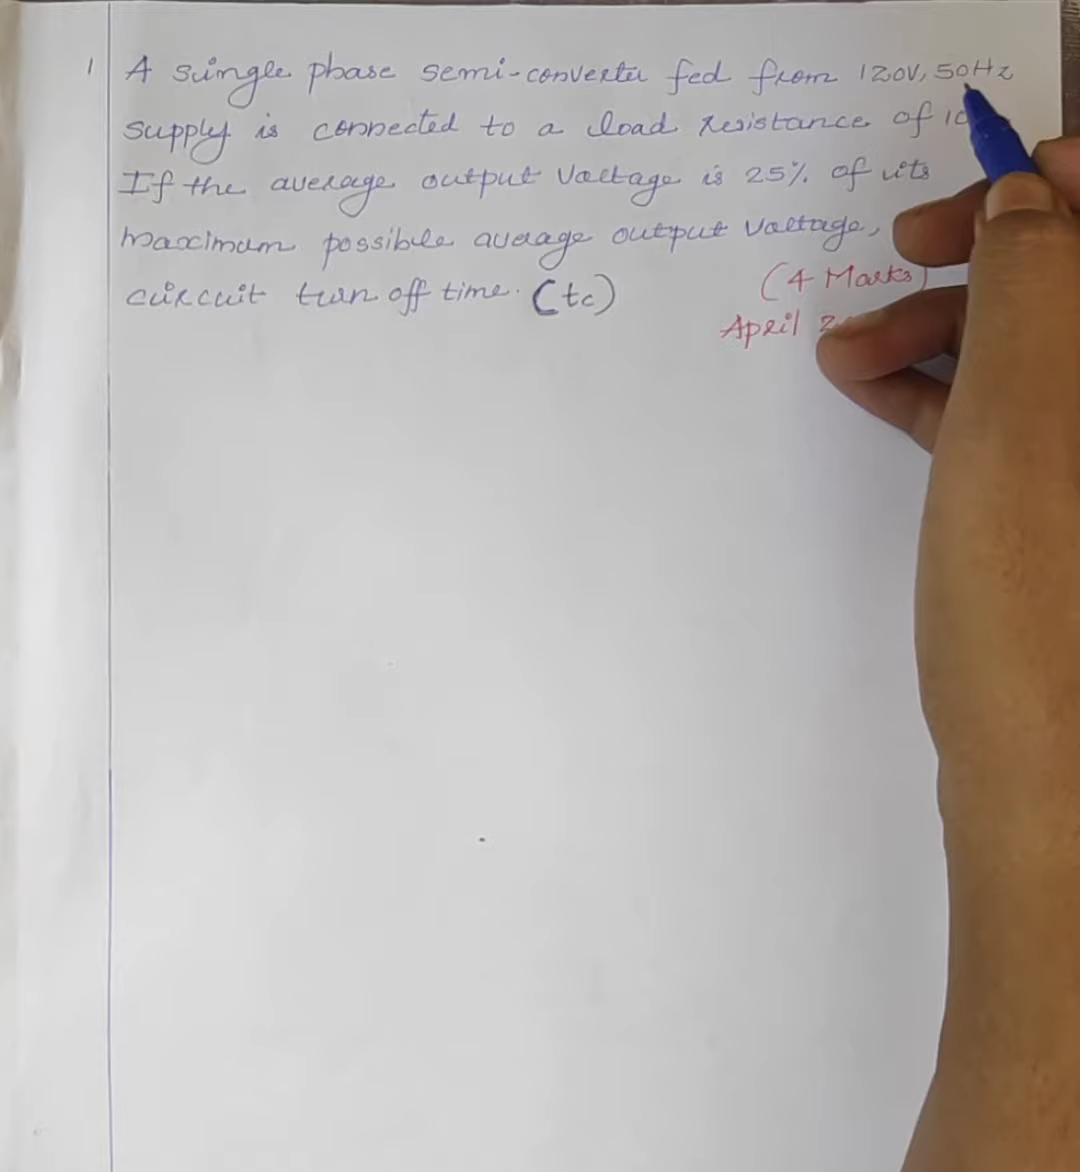 1 A single phase semi-converter fed from 120V, 50Hz
supply is connected to a load resistance of 10
If the average output voltage is 25% of its
maximum possible average output voltage,
circuit turn off time. (tc)
(4 Marks)
April